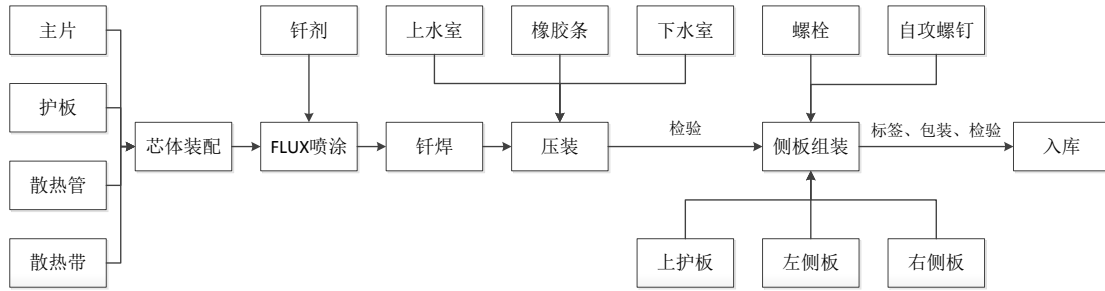 主片
钎剂
上水室
橡胶条
下水室
螺栓
自攻螺钉
护板
芯体装配
FLUX喷涂
钎焊
压装
检验
侧板组装
标签、包装、检验
入库
散热管
散热带
上护板
左侧板
右侧板